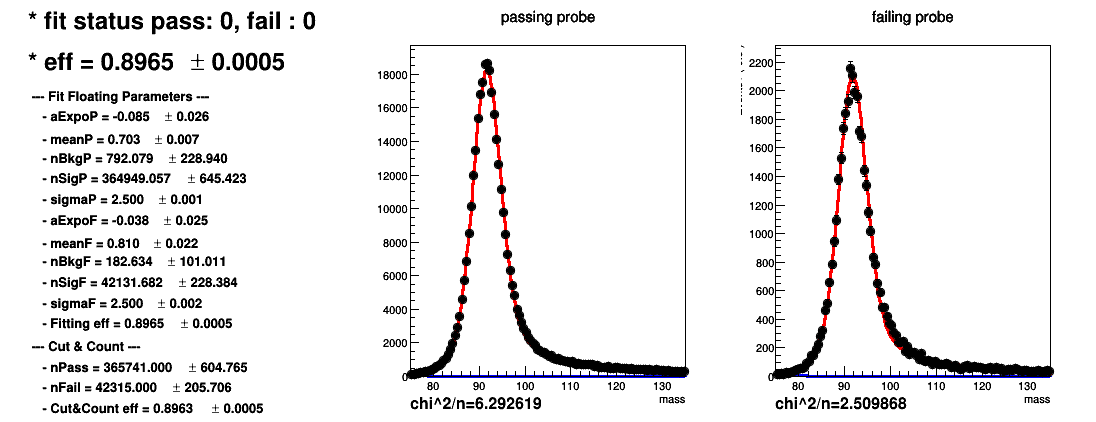 * fit status pass: 0, fail : 0
* eff = 0.8965 ± 0.0005
--- Fit Floating Parameters ---
- aExpoP = -0.085 ± 0.026
- meanP = 0.703 ± 0.007
- nBkgP = 792.079 ± 228.940
- nSigP = 364949.057 ± 645.423
- sigmaP = 2.500 ± 0.001
- aExpoF = -0.038 ± 0.025
- meanF = 0.810 ± 0.022
- nBkgF = 182.634 ± 101.011
- nSigF = 42131.682 ± 228.384
- sigmaF = 2.500 ± 0.002
- Fitting eff = 0.8965 ± 0.0005
--- Cut & Count ---
- nPass = 365741.000 ± 604.765
- nFail = 42315.000 ± 205.706
- Cut&Count eff = 0.8963 ± 0.0005
passing probe
18000
16000
14000
12000
10000
8000
6000
4000
2000
0
80 90 100 110 120 130
mass
chi^2/n=6.292619
failing probe
2200
2000
1800
1600
1400
1200
1000
800
600
400
200
0
80 90 100 110 120 130
mass
chi^2/n=2.509868